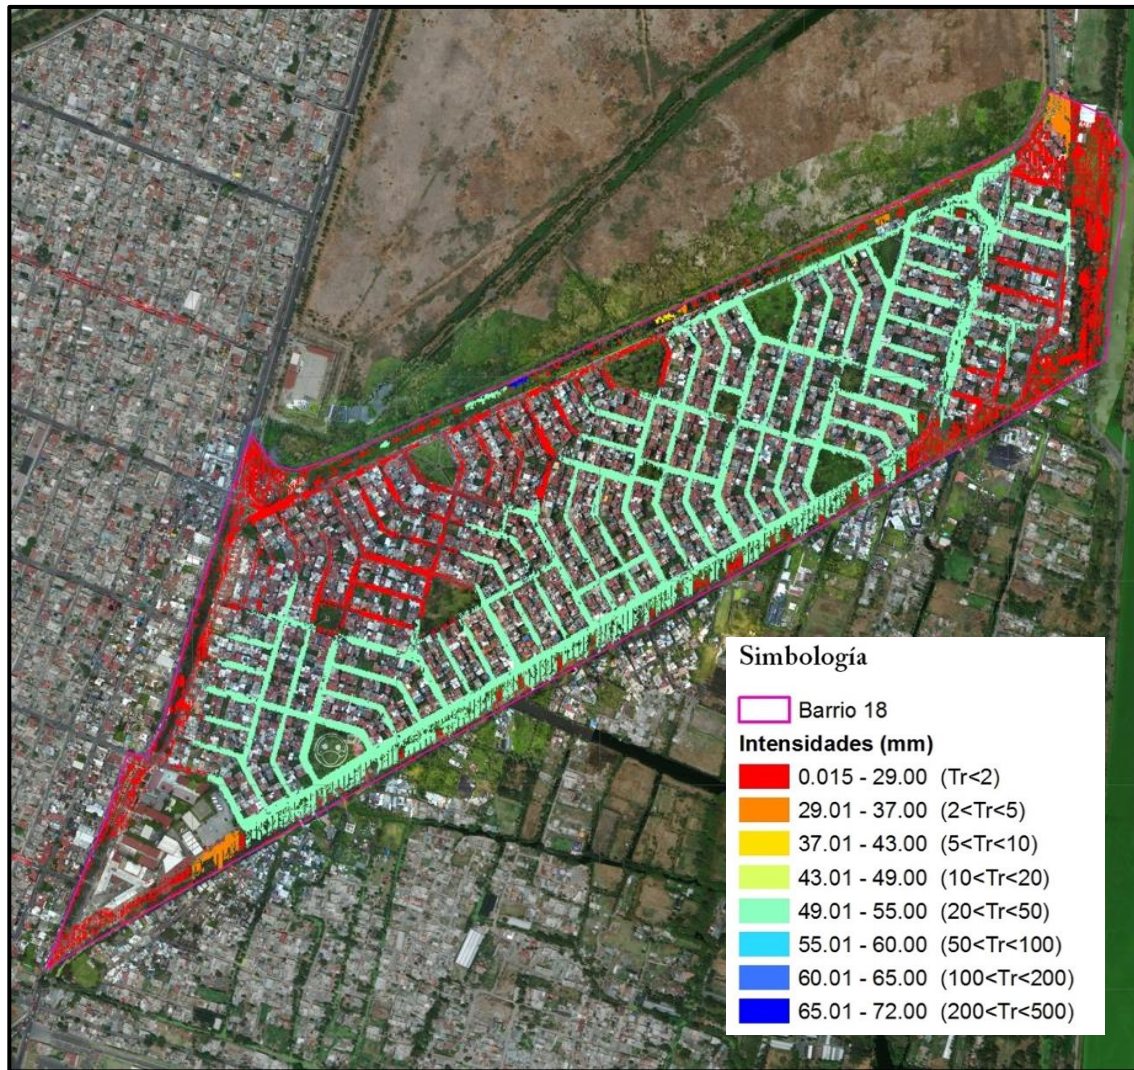 Simbología
Barrio 18
Intensidades (mm)
0.015 - 29.00 (Tr<2)
29.01 - 37.00 (2<Tr<5)
37.01 - 43.00 (5<Tr<10)
43.01 - 49.00 (10<Tr<20)
49.01 - 55.00 (20<Tr<50)
55.01 - 60.00 (50<Tr<100)
60.01 - 65.00 (100<Tr<200)
65.01 - 72.00 (200<Tr<500)